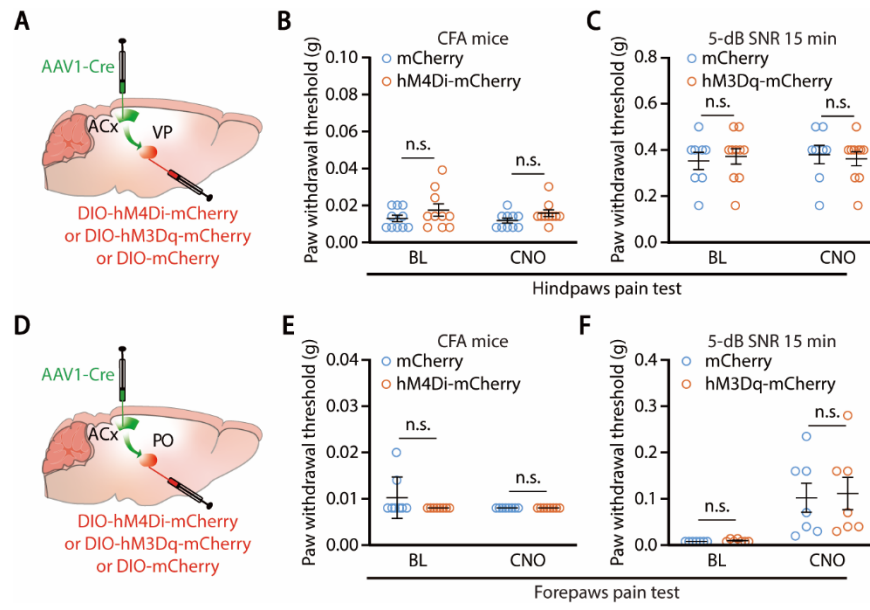 A
AAV1-Cre
ACx
VP
DIO-hM4Di-mCherry
or DIO-hM3Dq-mCherry
or DIO-mCherry
B
CFA mice
mCherry
hM4Di-mCherry
Paw withdrawal threshold (g)
0.10
0.08
0.06
0.04
0.02
0.00
n.s.
n.s.
BL
CNO
C
5-dB SNR 15 min
mCherry
hM3Dq-mCherry
Paw withdrawal threshold (g)
0.8
0.6
0.4
0.2
0.0
n.s.
n.s.
BL
CNO
Hindpaws pain test
D
AAV1-Cre
ACx
PO
DIO-hM4Di-mCherry
or DIO-hM3Dq-mCherry
or DIO-mCherry
E
CFA mice
mCherry
hM4Di-mCherry
Paw withdrawal threshold (g)
0.04
0.03
0.02
0.01
0.00
n.s.
n.s.
BL
CNO
F
5-dB SNR 15 min
mCherry
hM3Dq-mCherry
Paw withdrawal threshold (g)
0.4
0.3
0.2
0.1
0.0
n.s.
n.s.
BL
CNO
Forepaws pain test